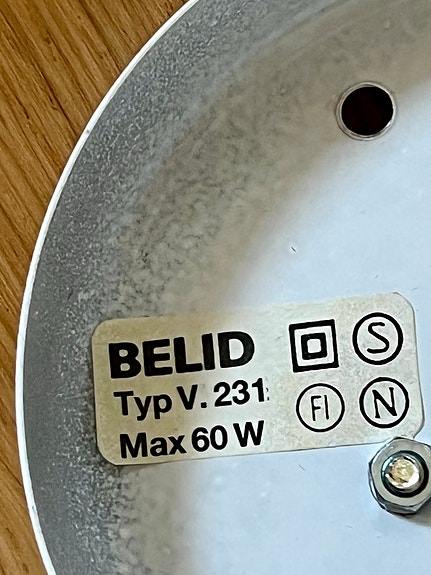 BELID
Typ V. 231
Max 60 W
S
FI
N